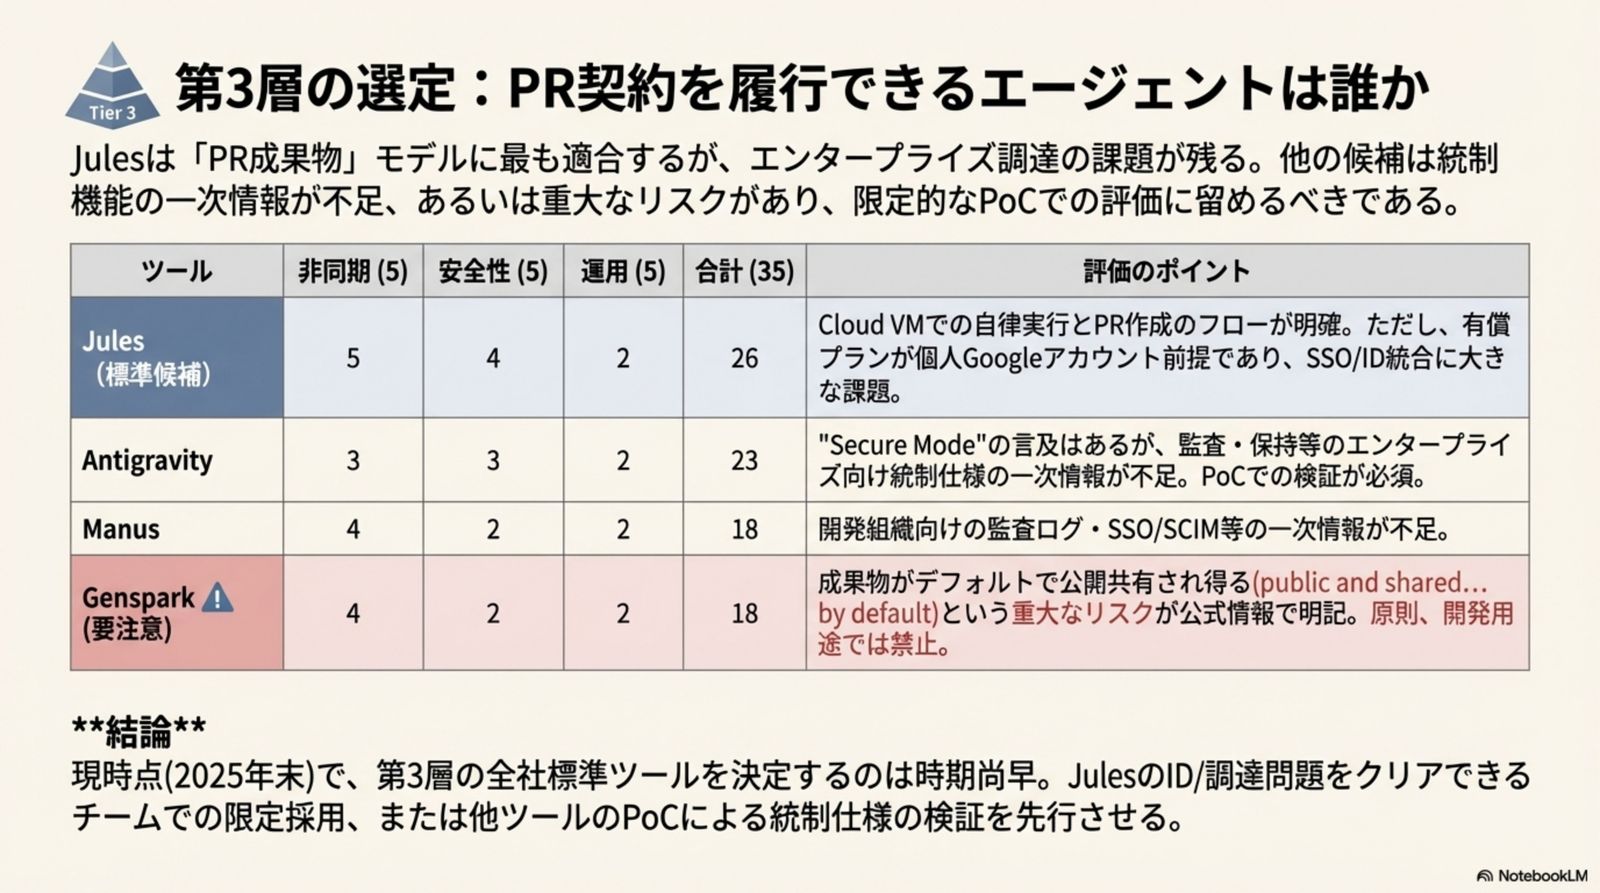 Tier 3
第3層の選定：PR契約を履行できるエージェントは誰か
Julesは「PR成果物」モデルに最も適合するが、エンタープライズ調達の課題が残る。他の候補は統制
機能の一次情報が不足、あるいは重大なリスクがあり、限定的なPoCでの評価に留めるべきである。
ツール 非同期 (5) 安全性 (5) 運用 (5) 合計 (35) 評価のポイント
Jules
（標準候補）
5 4 2 26
Cloud VMでの自律実行とPR作成のフローが明確。ただし、有償
プランが個人Googleアカウント前提であり、SSO/ID統合に大き
な課題。
Antigravity 3 3 2 23
"Secure Mode"の言及はあるが、監査・保持等のエンタープライ
ズ向け統制仕様の一次情報が不足。PoCでの検証が必須。
Manus 4 2 2 18 開発組織向けの監査ログ・SSO/SCIM等の一次情報が不足。
Genspark
(要注意)
4 2 2 18
成果物がデフォルトで公開共有され得る(public and shared...
by default)という重大なリスクが公式情報で明記。原則、開発用
途では禁止。
**結論**
現時点(2025年末)で、第3層の全社標準ツールを決定するのは時期尚早。JulesのID/調達問題をクリアできる
チームでの限定採用、または他ツールのPoCによる統制仕様の検証を先行させる。
NotebookLM